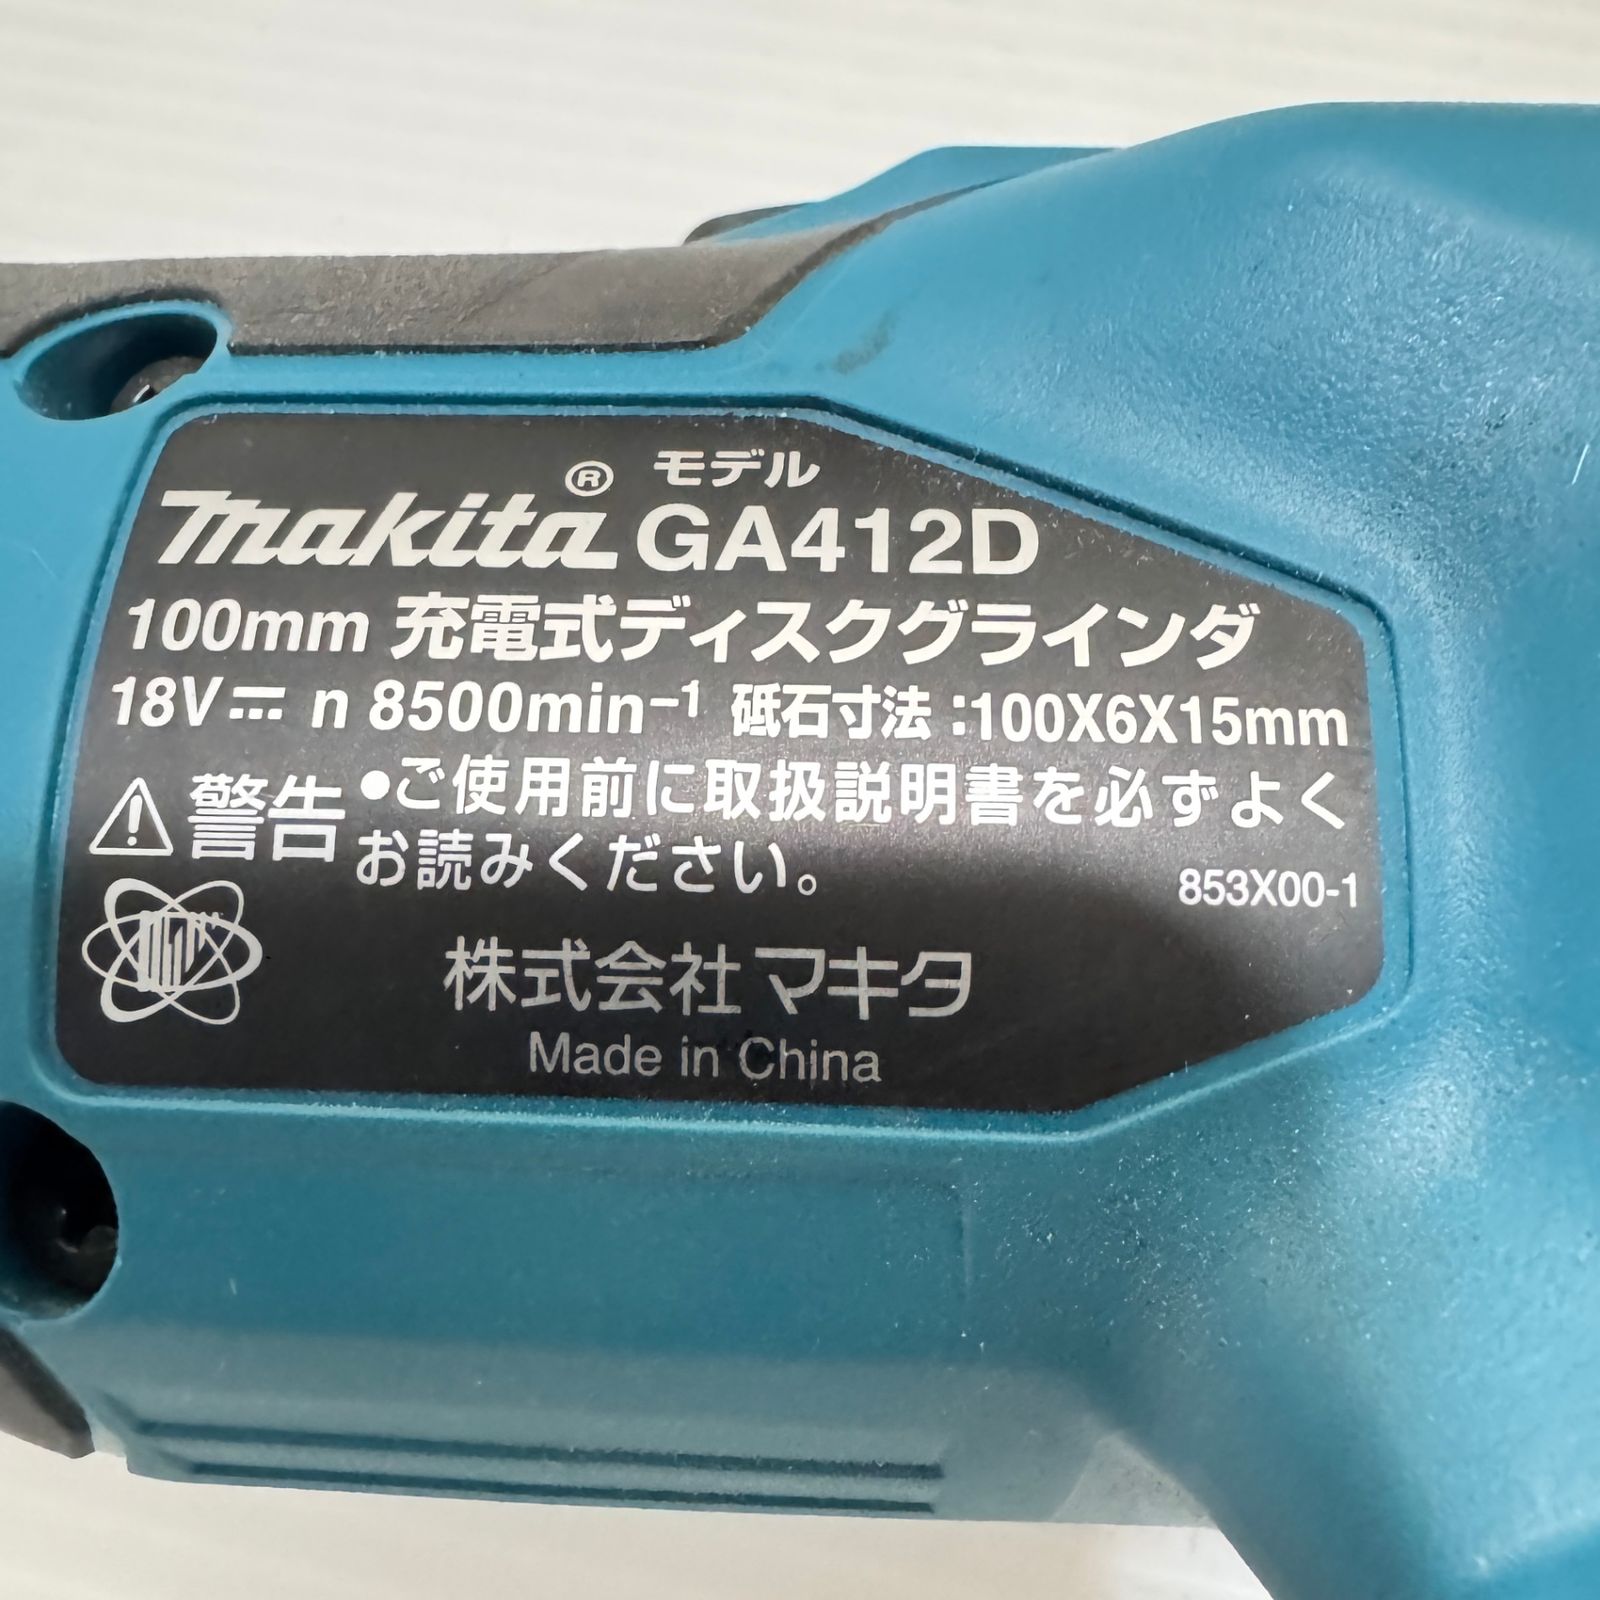 モデル
makita® GA412D
100mm 充電式ディスクグラインダ
18V⎓ n 8500min⁻¹ 砥石寸法:100X6X15mm
⚠警告 ●ご使用前に取扱説明書を必ずよく
お読みください。
853X00-1
株式会社マキタ
Made in China